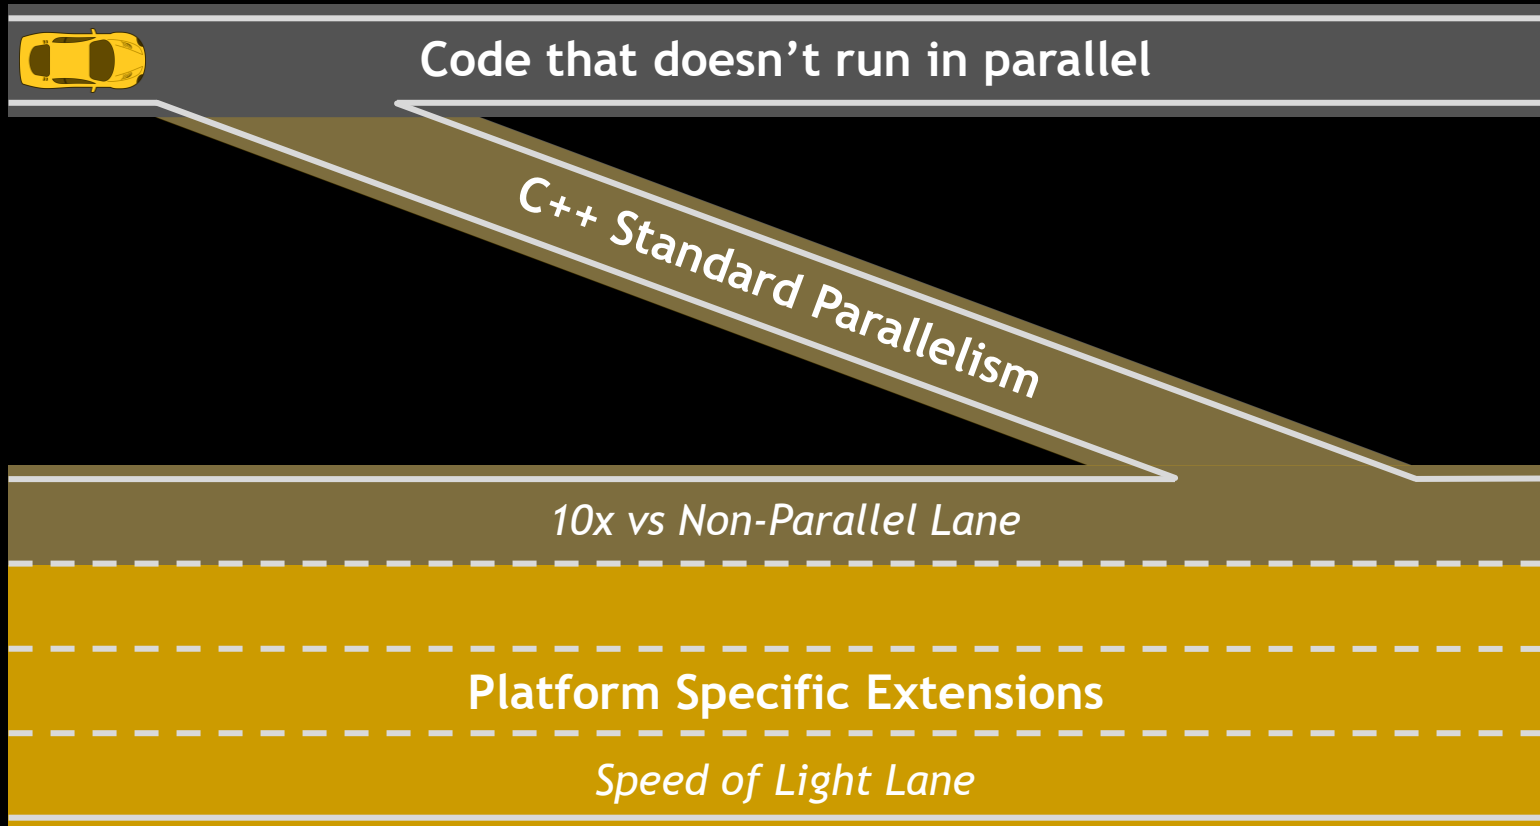 Code that doesn’t run in parallel
C++ Standard Parallelism
10x vs Non-Parallel Lane
Platform Specific Extensions
Speed of Light Lane